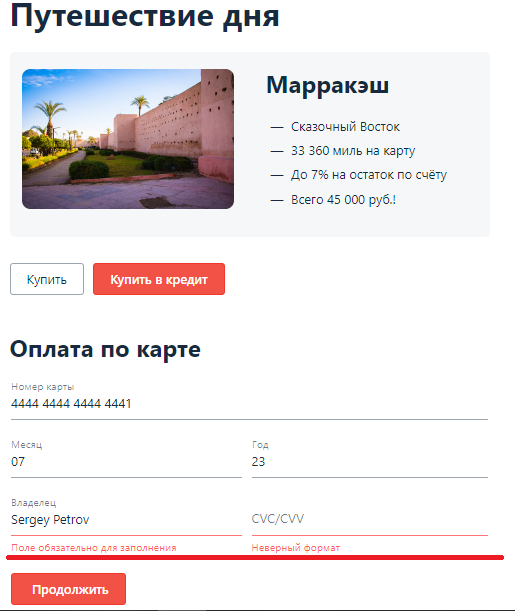 Путешествие дня
Марракэш
— Сказочный Восток
— 33 360 миль на карту
— До 7% на остаток по счёту
— Всего 45 000 руб.!
Купить Купить в кредит
Оплата по карте
Номер карты
4444 4444 4444 4441
Месяц Год
07 23
Владелец
Sergey Petrov CVC/CVV
Поле обязательно для заполнения Неверный формат
Продолжить